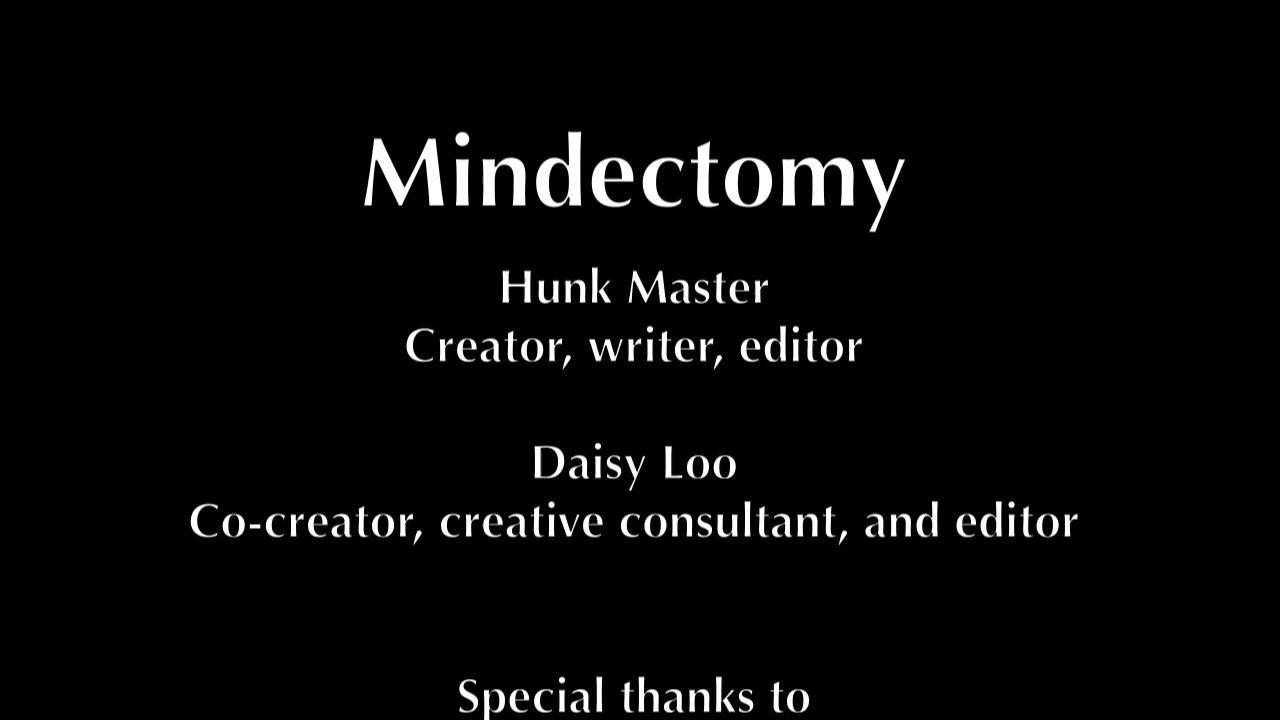 Mindectomy
Hunk Master
Creator, writer, editor
Daisy Loo
Co-creator, creative consultant, and editor
Special thanks to